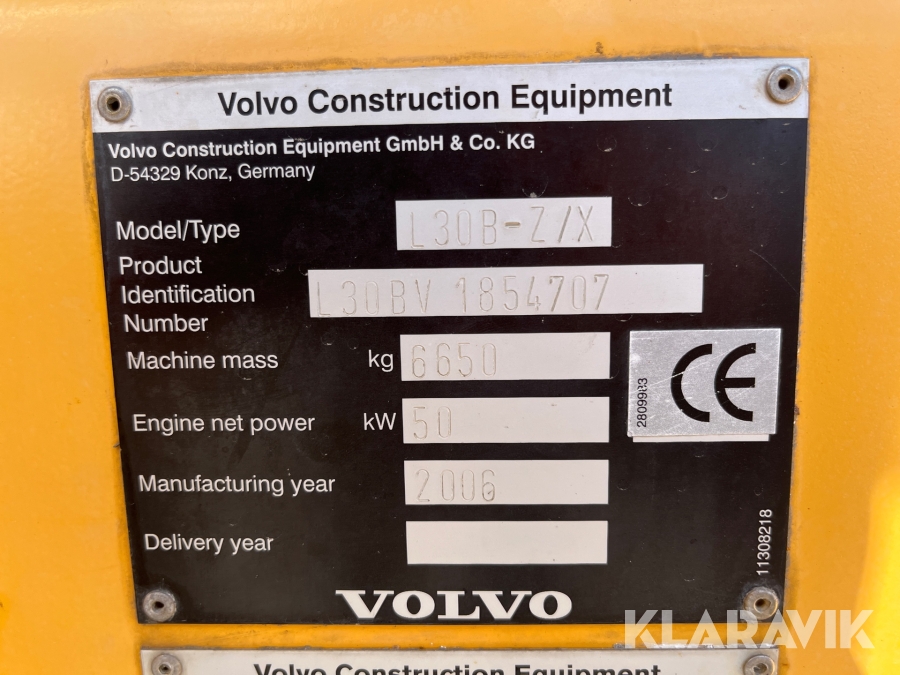 Volvo Construction Equipment
Volvo Construction Equipment GmbH & Co. KG
D-54329 Konz, Germany
Model/Type L30B-Z/X
Product
Identification
Number L30BV 1854707
Machine mass kg 6650
Engine net power kW 50
Manufacturing year 2006
Delivery year
CE
2809983
11308218
VOLVO
KLARAVIK
Volvo Construction Equipment